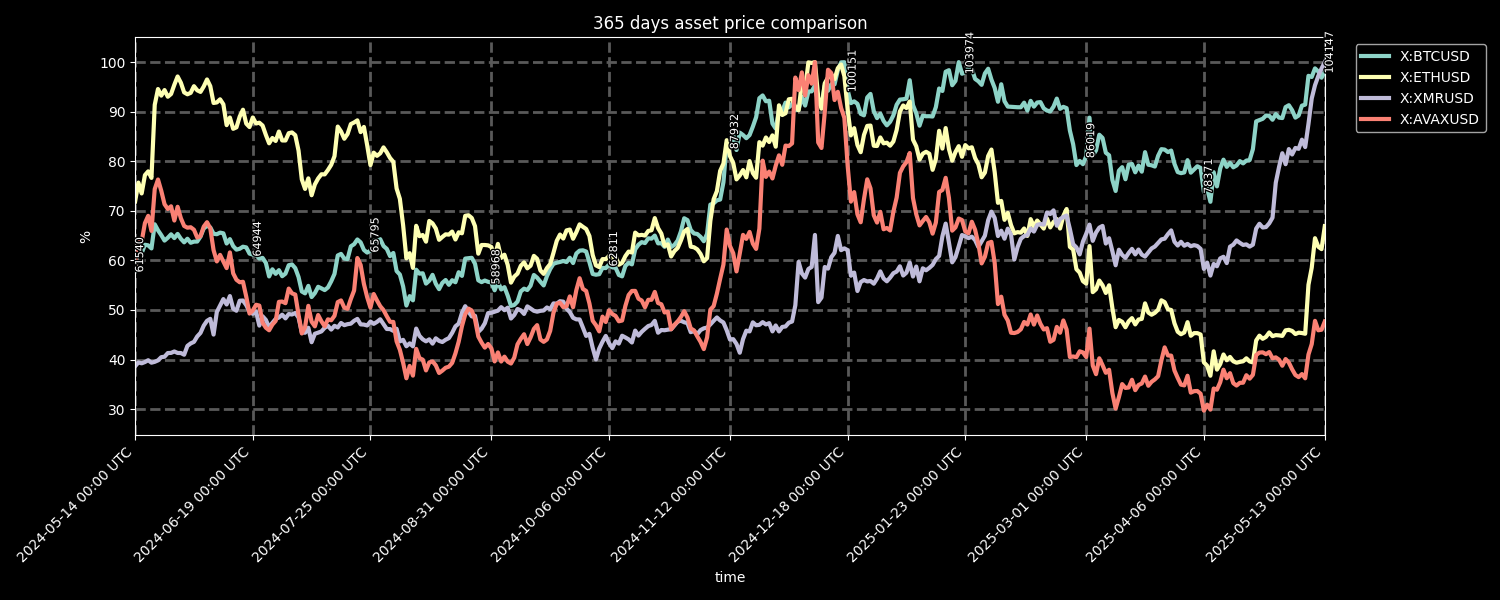 365 days asset price comparison
X:BTCUSD
X:ETHUSD
X:XMRUSD
X:AVAXUSD
%
100
90
80
70
60
50
40
30
61540
64944
65795
58968
62811
87932
100151
103974
86019
78371
104147
2024-05-14 00:00 UTC
2024-06-19 00:00 UTC
2024-07-25 00:00 UTC
2024-08-31 00:00 UTC
2024-10-06 00:00 UTC
2024-11-12 00:00 UTC
2024-12-18 00:00 UTC
2025-01-23 00:00 UTC
2025-03-01 00:00 UTC
2025-04-06 00:00 UTC
2025-05-13 00:00 UTC
time